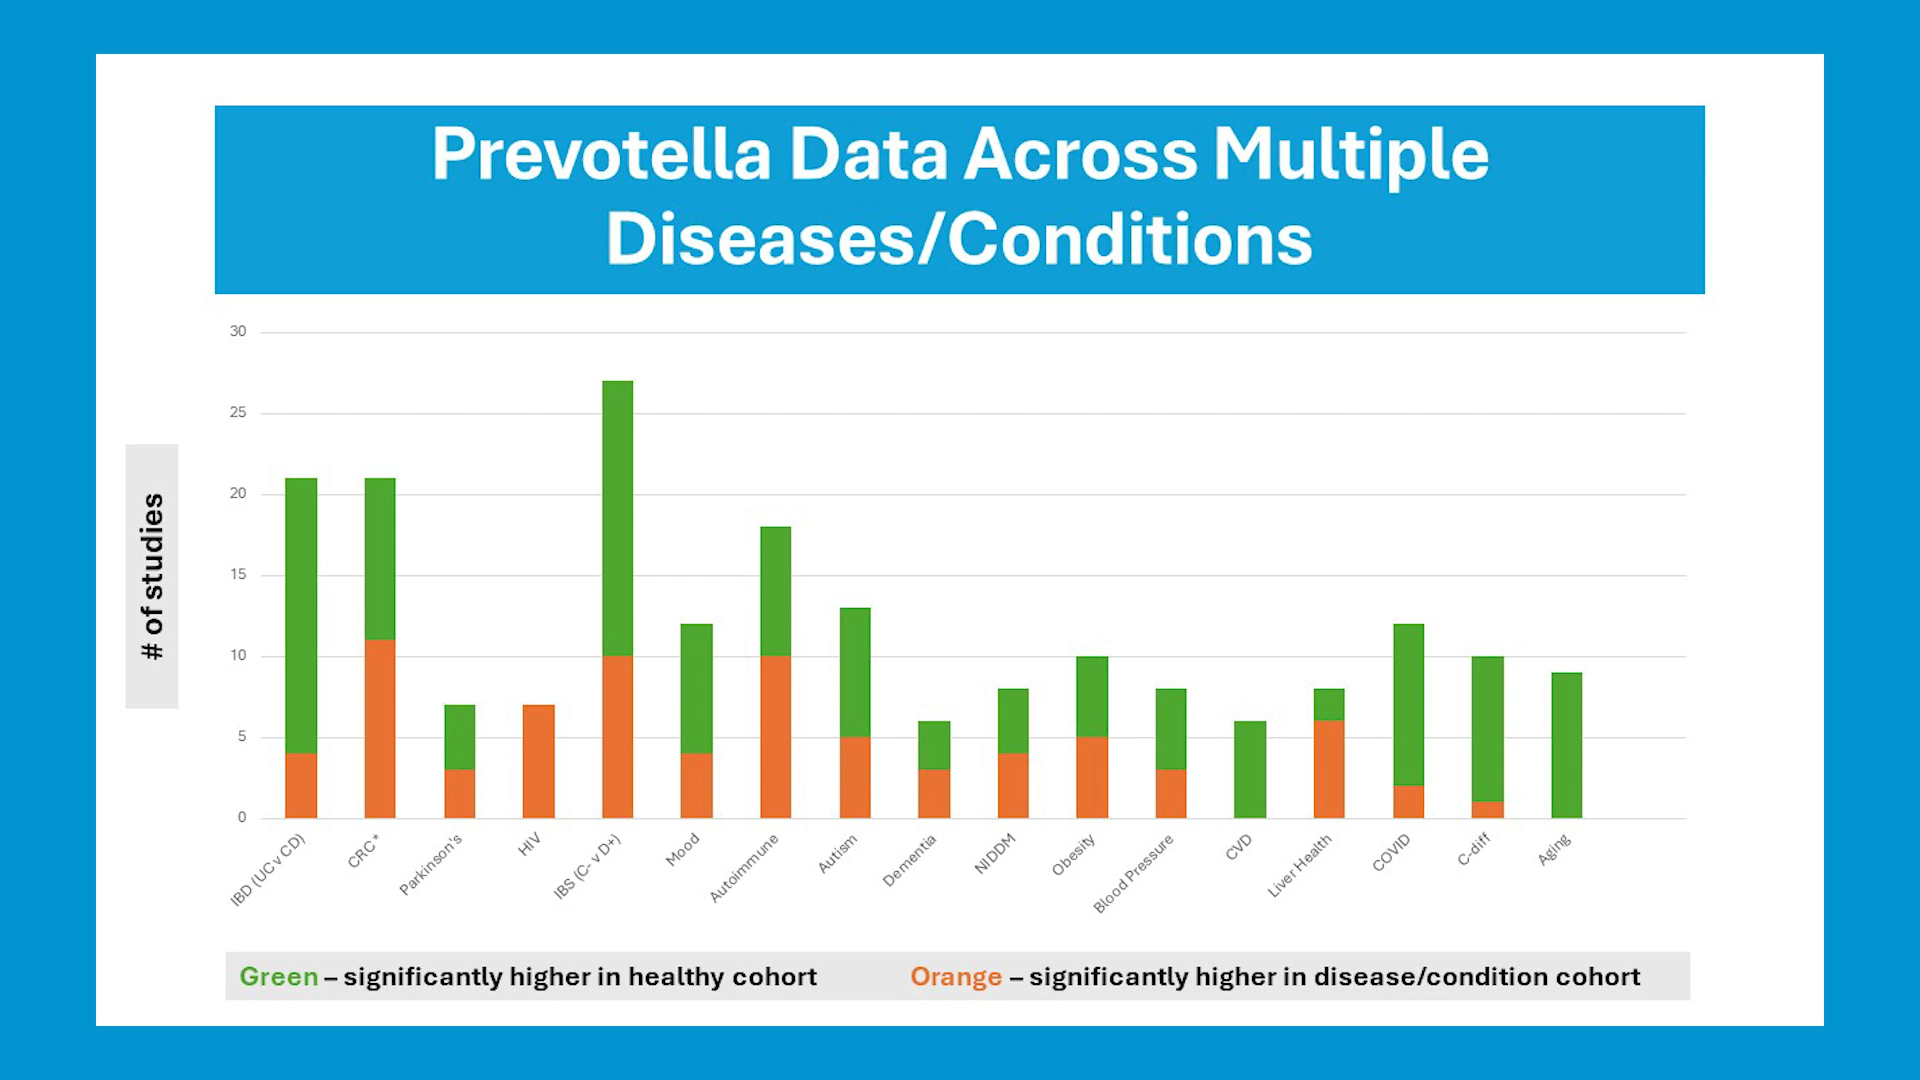 Prevotella Data Across Multiple
Diseases/Conditions
# of studies
30
25
20
15
10
5
0
IBD (UC v CD)
CRC*
Parkinson's
HIV
IBS (C- v D+)
Mood
Autoimmune
Autism
Dementia
NIDDM
Obesity
Blood Pressure
CVD
Liver Health
COVID
C-diff
Aging
Green – significantly higher in healthy cohort
Orange – significantly higher in disease/condition cohort